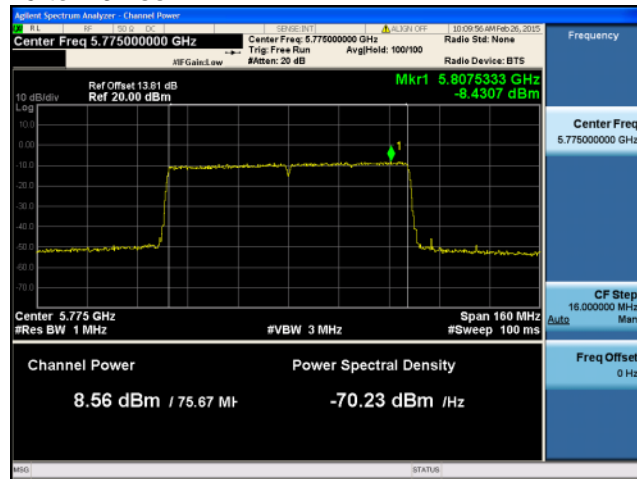 Agilent Spectrum Analyzer - Channel Power
RL RF 50 Ω DC SENSE:INT ALIGN OFF 10:09:56 AM Feb 26, 2015
Center Freq 5.775000000 GHz
Center Freq: 5.775000000 GHz
Radio Std: None
Trig: Free Run Avg|Hold: 100/100
#IFGain:Low #Atten: 20 dB Radio Device: BTS
Frequency
Mkr1 5.8075333 GHz
-8.4307 dBm
Ref Offset 13.81 dB
10 dB/div Ref 20.00 dBm
Log
10.0
0.00
-10.0
-20.0
-30.0
-40.0
-50.0
-60.0
-70.0
1
Center Freq
5.775000000 GHz
Center 5.775 GHz Span 160 MHz
#Res BW 1 MHz #VBW 3 MHz #Sweep 100 ms
CF Step
16.000000 MHz
Auto Man
Channel Power Power Spectral Density
8.56 dBm / 75.67 MH
-70.23 dBm /Hz
Freq Offset
0 Hz
MSG STATUS